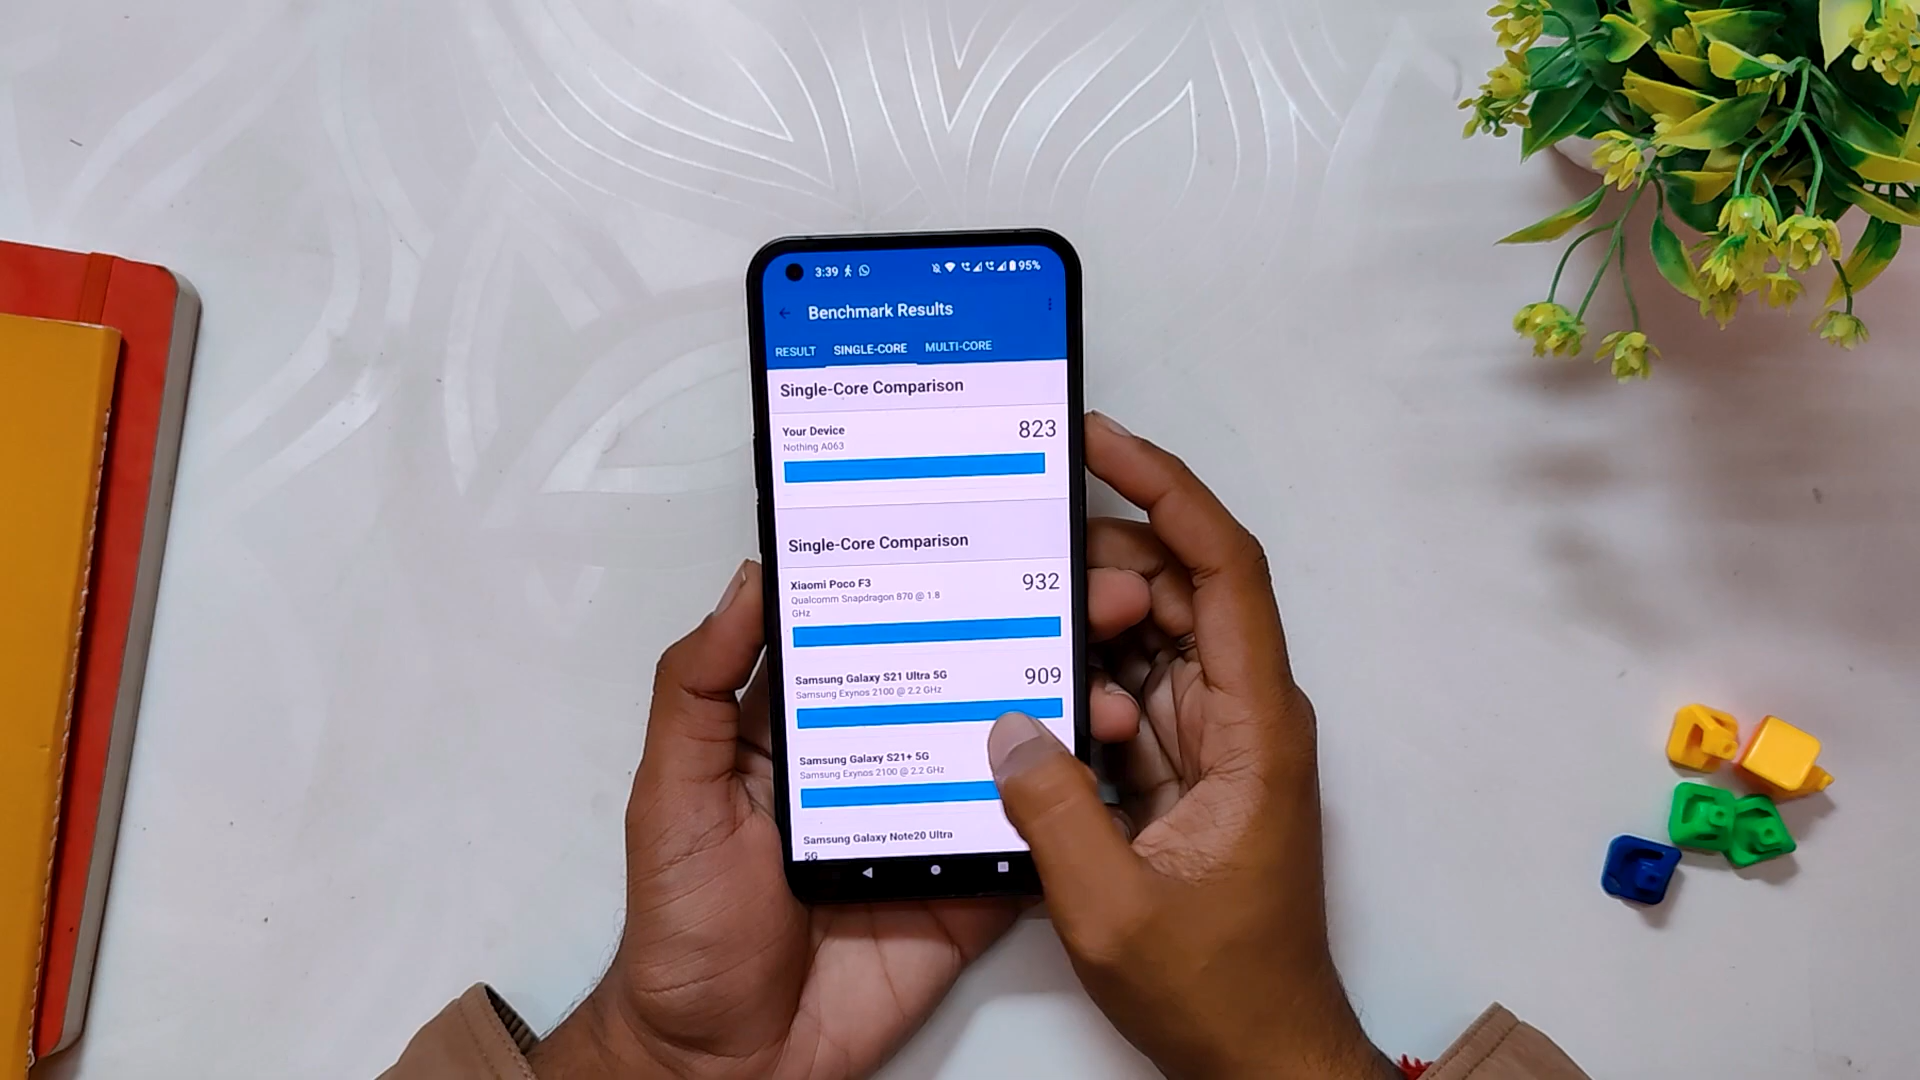 3:39 95%
Benchmark Results
RESULT SINGLE-CORE MULTI-CORE
Single-Core Comparison
Your Device 823
Nothing A063
Single-Core Comparison
Xiaomi Poco F3 932
Qualcomm Snapdragon 870 @ 1.8
GHz
Samsung Galaxy S21 Ultra 5G 909
Samsung Exynos 2100 @ 2.2 GHz
Samsung Galaxy S21+ 5G
Samsung Exynos 2100 @ 2.2 GHz
Samsung Galaxy Note20 Ultra
5G